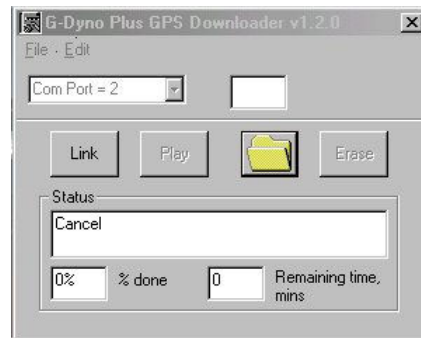 G-Dyno Plus GPS Downloader v1.2.0
File Edit
Com Port = 2
Link Play Erase
Status
Cancel
0% % done 0 Remaining time,
mins